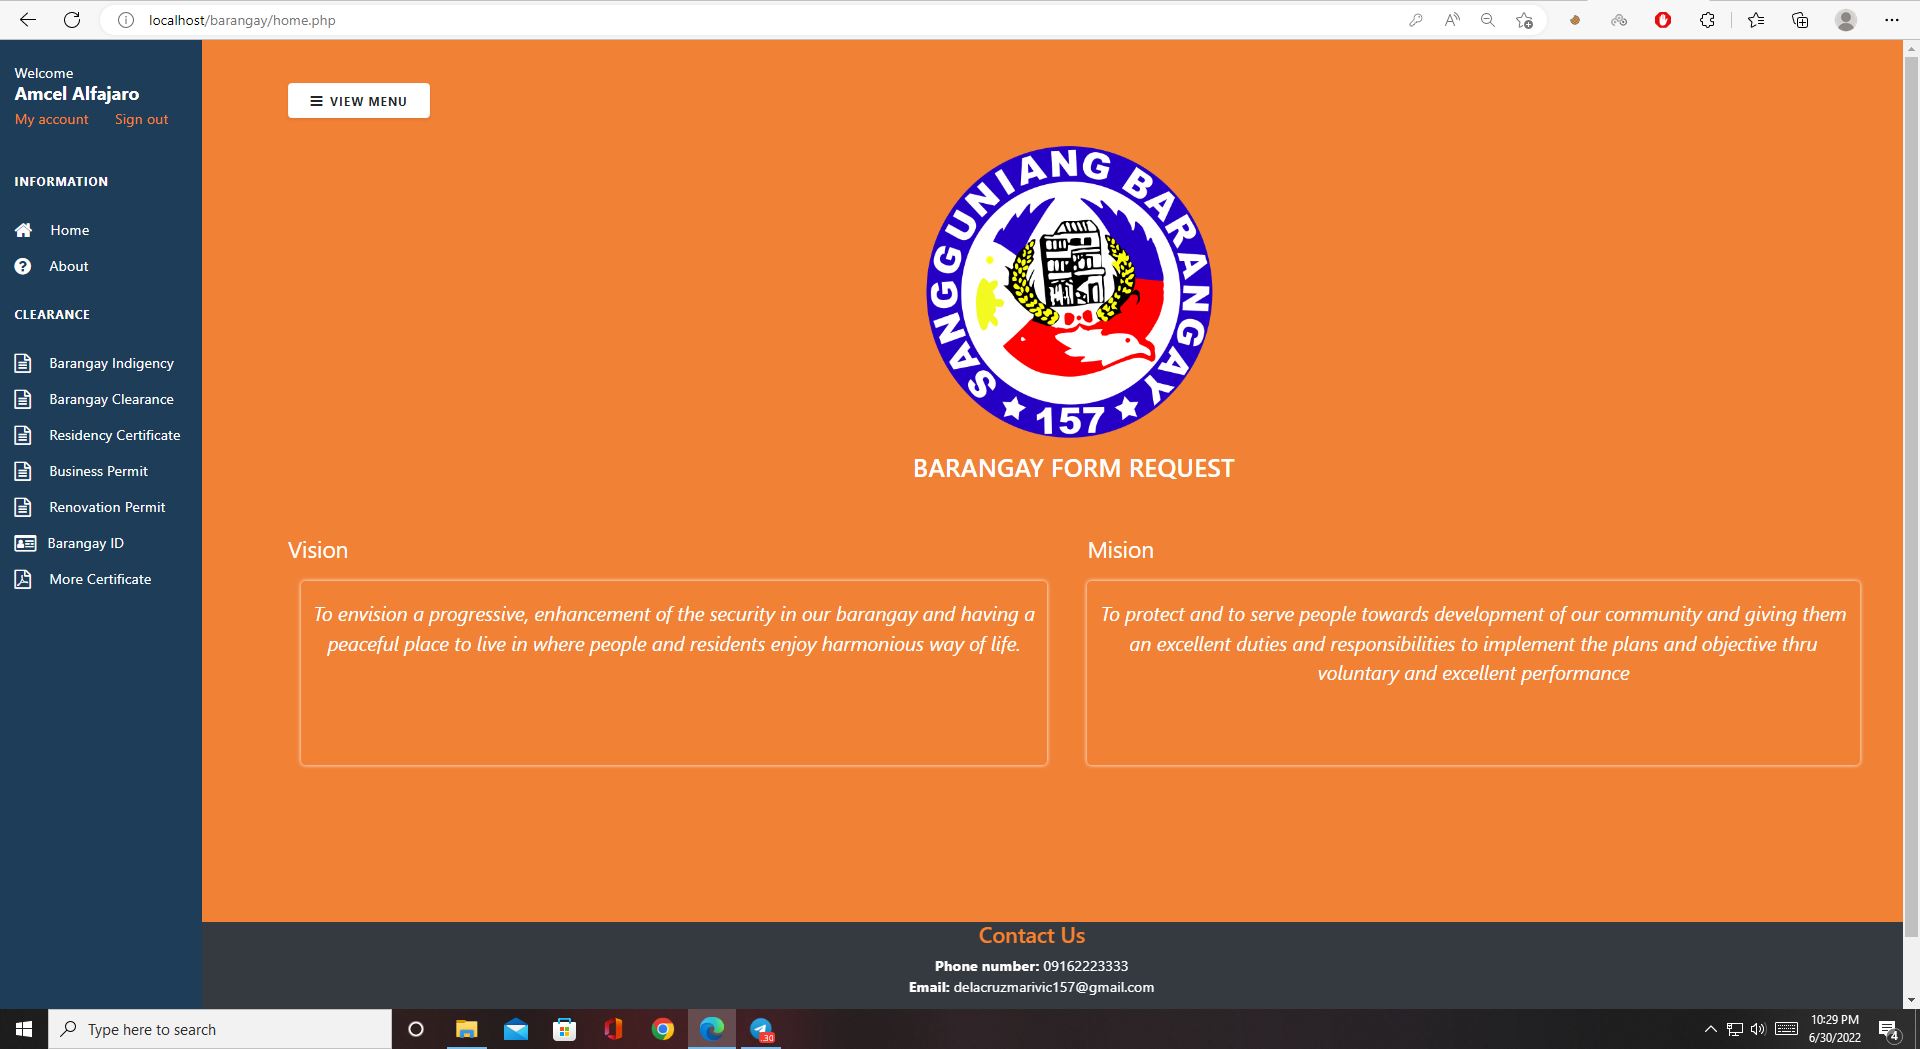 localhost/barangay/home.php
Welcome
Amcel Alfajaro
My account Sign out
INFORMATION
Home
About
CLEARANCE
Barangay Indigency
Barangay Clearance
Residency Certificate
Business Permit
Renovation Permit
Barangay ID
More Certificate
VIEW MENU
SANGGUNIANG BARANGAY
157
BARANGAY FORM REQUEST
Vision
To envision a progressive, enhancement of the security in our barangay and having a
peaceful place to live in where people and residents enjoy harmonious way of life.
Mision
To protect and to serve people towards development of our community and giving them
an excellent duties and responsibilities to implement the plans and objective thru
voluntary and excellent performance
Contact Us
Phone number: 09162223333
Email: delacruzmarivic157@gmail.com
Type here to search
.30
10:29 PM
6/30/2022
4